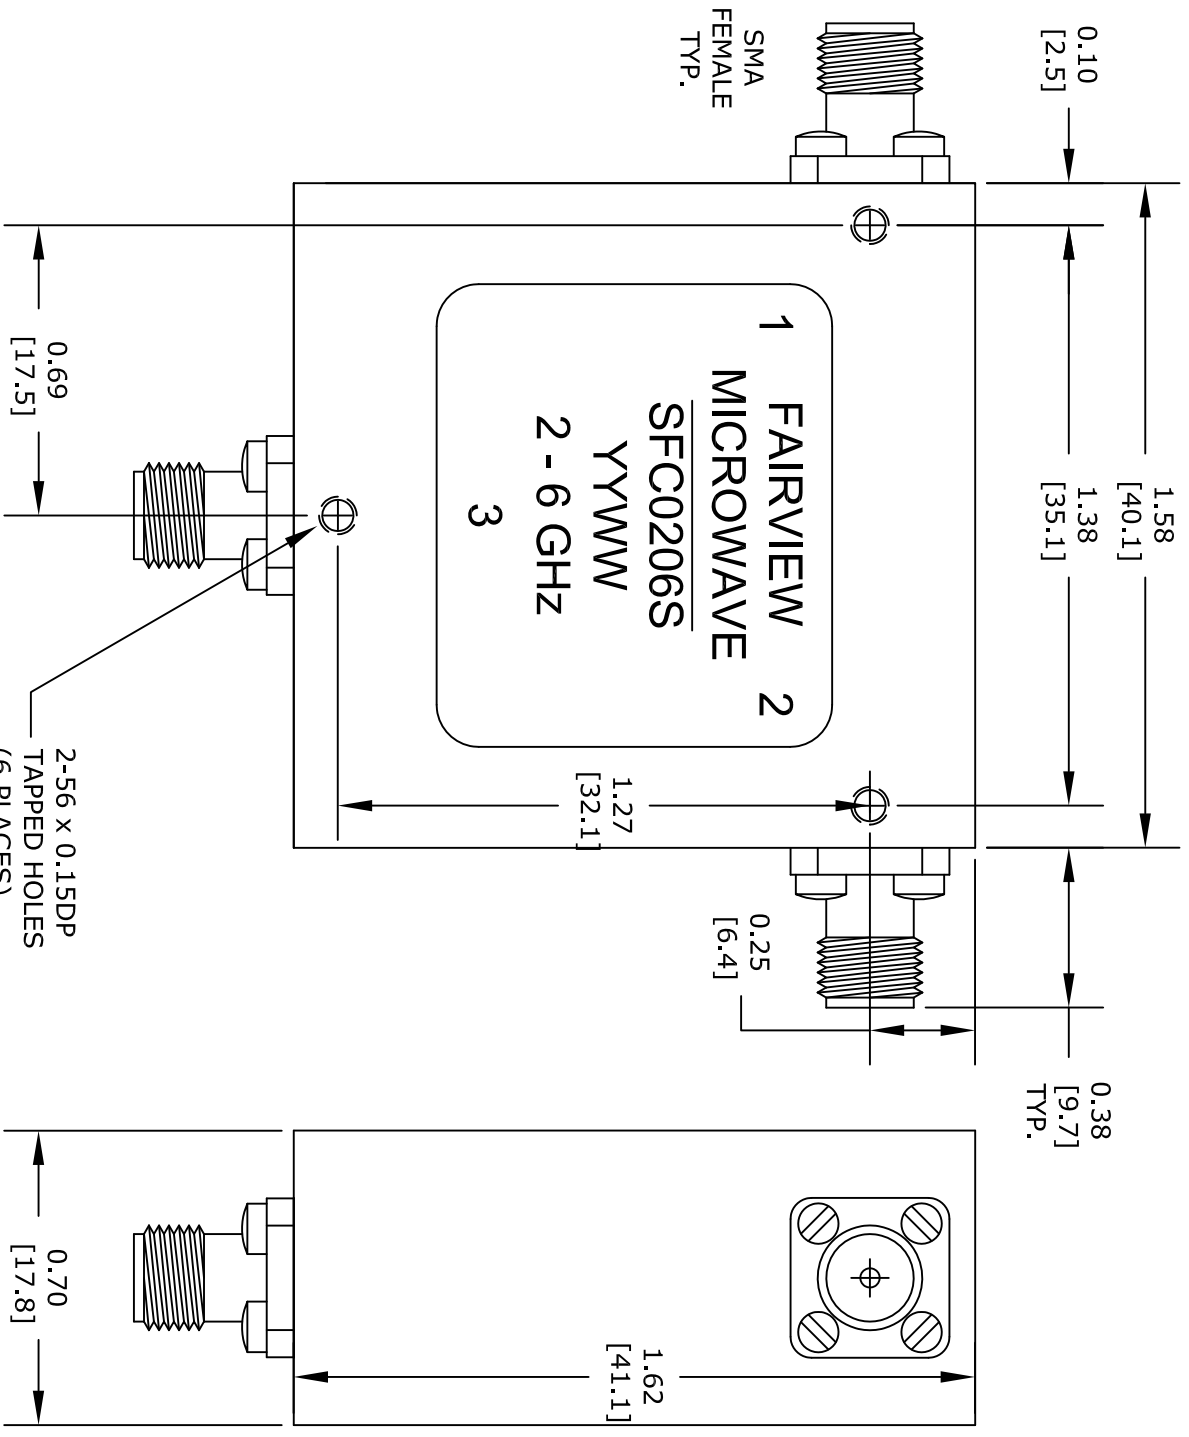 0.10
[2.5]
1.58
[40.1]
1.38
[35.1]
0.38
[9.7]
TYP.
SMA
FEMALE
TYP.
1 FAIRVIEW 2
MICROWAVE
SFC0206S
YYWW
2 - 6 GHz
3
1.27
[32.1]
0.25
[6.4]
0.69
[17.5]
2-56 x 0.15DP
TAPPED HOLES
(6 PLACES)
1.62
[41.1]
0.70
[17.8]